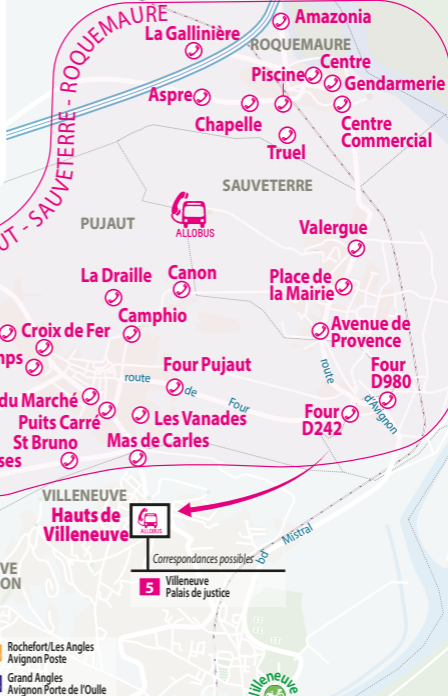 UT - SAUVETERRE - ROQUEMAURE
Amazonia
La Gallinière
ROQUEMAURE
Centre
Piscine
Gendarmerie
Aspre
Chapelle
Centre
Commercial
Truel
SAUVETERRE
PUJAUT
ALLOBUS
Valergue
La Draille
Canon
Place de
la Mairie
Camphio
Croix de Fer
Avenue de
Provence
mps
Four Pujaut
route
Four
D980
route de Four
d'Avignon
du Marché
Puits Carré
Les Vanades
Four
D242
St Bruno
Mas de Carles
ses
VILLENEUVE
Hauts de
Villeneuve
ALLOBUS
bd Mistral
Correspondances possibles
VE
ON
5 Villeneuve
Palais de justice
Rochefort/Les Angles
Avignon Poste
Grand Angles
Avignon Porte de l'Oulle
Villeneuve